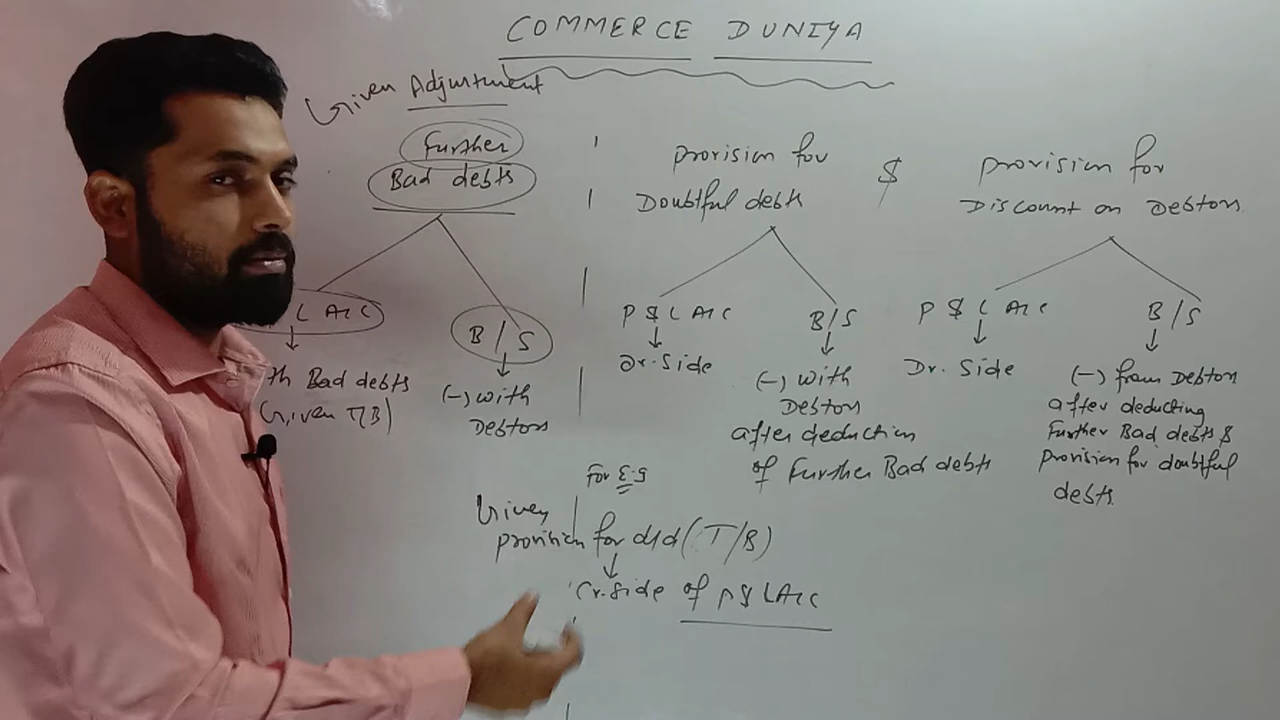 COMMERCE DUNIYA
Given Adjustment
Further
Bad debts
L A/C
B/S
th Bad debts
Given T/B)
(-) with
Debtors
provision for
Doubtful debts
P & L A/C
B/S
Dr. Side
(-) with
Debtors
after deduction
of Further Bad debts
&
provision for
Discount on Debtors
P & L A/C
B/S
Dr. Side
(-) from Debtors
after deducting
Further Bad debts &
provision for doubtful
debts.
For E.g
Given
provision for d/d (T/B)
Cr. Side of P & L A/C